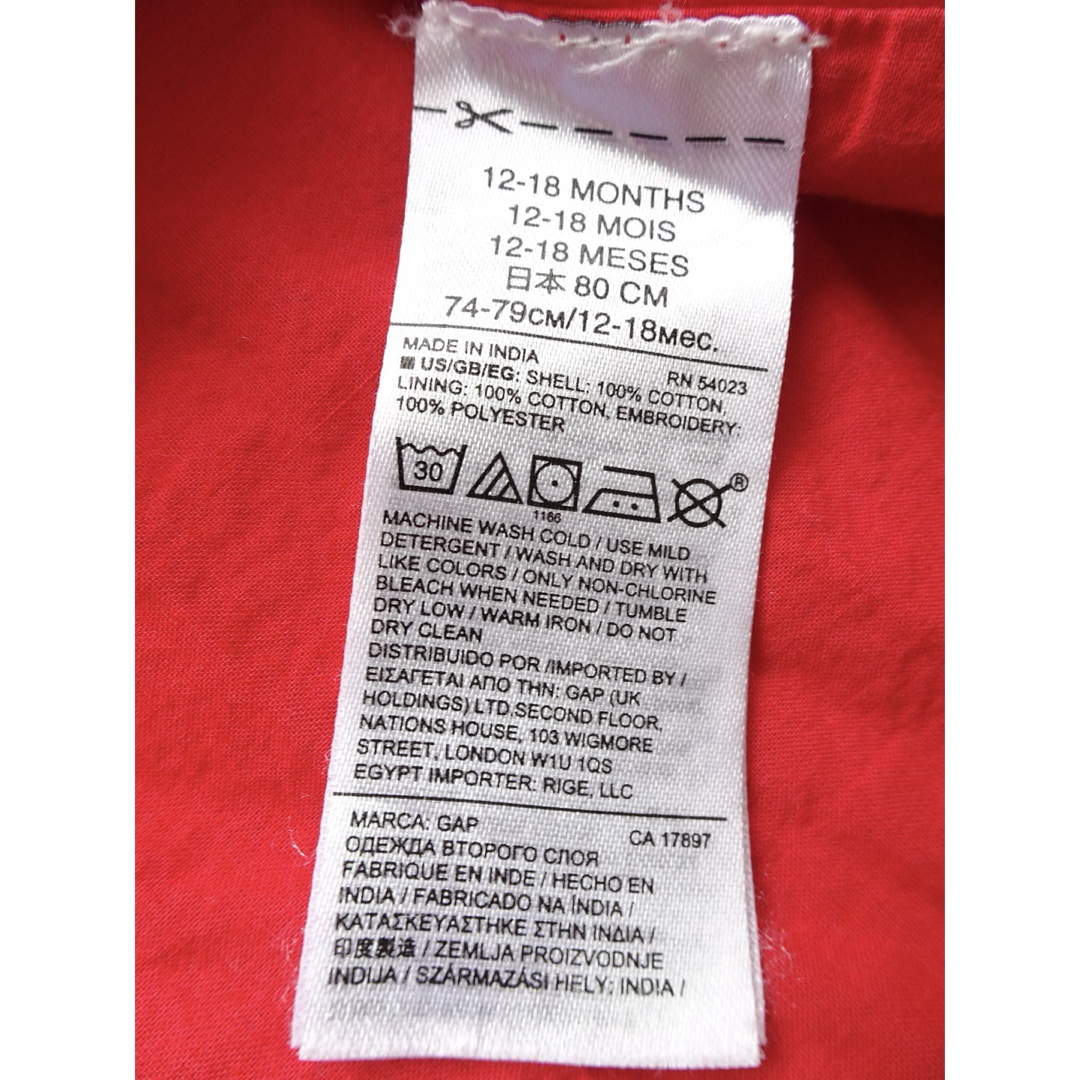 12-18 MONTHS
12-18 MOIS
12-18 MESES
日本 80 CM
74-79см/12-18мес.
MADE IN INDIA
RN 54023
US/GB/EG: SHELL: 100% COTTON,
LINING: 100% COTTON, EMBROIDERY:
100% POLYESTER
30
®
1166
MACHINE WASH COLD / USE MILD
DETERGENT / WASH AND DRY WITH
LIKE COLORS / ONLY NON-CHLORINE
BLEACH WHEN NEEDED / TUMBLE
DRY LOW / WARM IRON / DO NOT
DRY CLEAN
DISTRIBUIDO POR /IMPORTED BY /
ΕΙΣΑΓΕΤΑΙ ΑΠΟ ΤΗΝ: GAP (UK
HOLDINGS) LTD.SECOND FLOOR,
NATIONS HOUSE, 103 WIGMORE
STREET, LONDON W1U 1QS
EGYPT IMPORTER: RIGE, LLC
MARCA: GAP
CA 17897
ОДЕЖДА ВТОРОГО СЛОЯ
FABRIQUE EN INDE / HECHO EN
INDIA / FABRICADO NA ÍNDIA /
ΚΑΤΑΣΚΕΥΑΣΤΗΚΕ ΣΤΗΝ ΙΝΔΙΑ /
印度製造 / ZEMLJA PROIZVODNJE
INDIJA / SZÁRMAZÁSI HELY: INDIA /